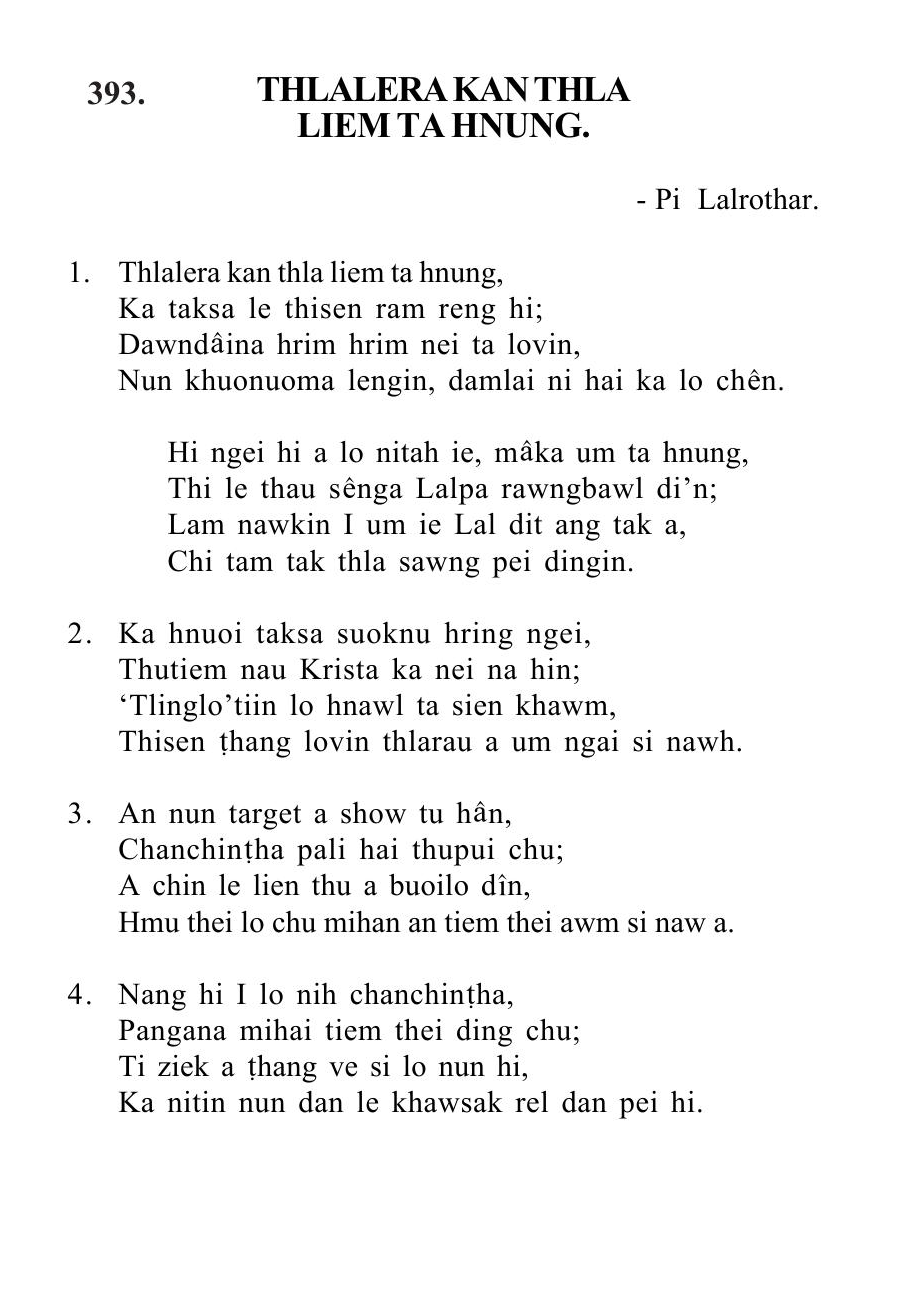 393. THLALERA KAN THLA
LIEM TA HNUNG.
- Pi Lalrothar.
1. Thlalera kan thla liem ta hnung,
Ka taksa le thisen ram reng hi;
Dawndâina hrim hrim nei ta lovin,
Nun khuonuoma lengin, damlai ni hai ka lo chên.
Hi ngei hi a lo nitah ie, mâka um ta hnung,
Thi le thau sênga Lalpa rawngbawl di’n;
Lam nawkin I um ie Lal dit ang tak a,
Chi tam tak thla sawng pei dingin.
2. Ka hnuoi taksa suoknu hring ngei,
Thutiem nau Krista ka nei na hin;
‘Tlinglo’tiin lo hnawl ta sien khawm,
Thisen ṭhang lovin thlarau a um ngai si nawh.
3. An nun target a show tu hân,
Chanchinṭha pali hai thupui chu;
A chin le lien thu a buoilo dîn,
Hmu thei lo chu mihan an tiem thei awm si naw a.
4. Nang hi I lo nih chanchinṭha,
Pangana mihai tiem thei ding chu;
Ti ziek a ṭhang ve si lo nun hi,
Ka nitin nun dan le khawsak rel dan pei hi.